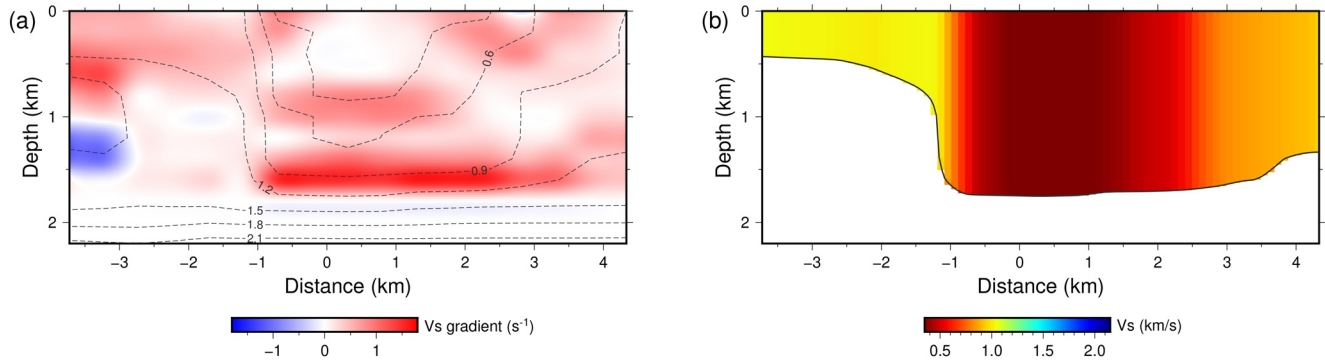 (a)
0
1
2
Depth (km)
0.6
0.9
1.2
1.5
1.8
2.1
−3 −2 −1 0 1 2 3 4
Distance (km)
Vs gradient (s⁻¹)
−1 0 1
(b)
0
1
2
Depth (km)
−3 −2 −1 0 1 2 3 4
Distance (km)
Vs (km/s)
0.5 1.0 1.5 2.0